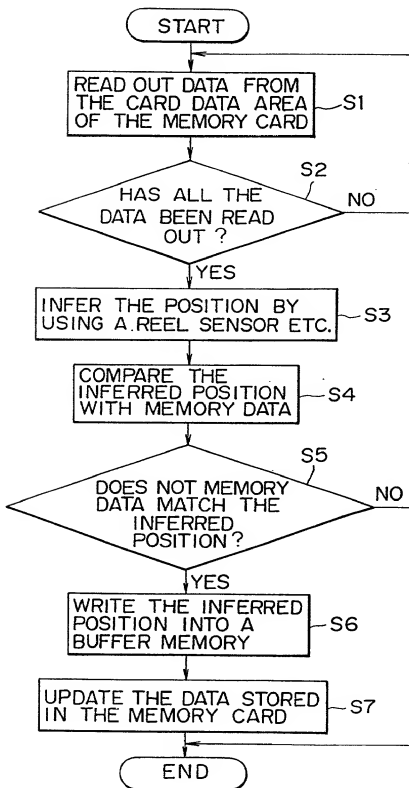 START
READ OUT DATA FROM
THE CARD DATA AREA
OF THE MEMORY CARD
S1
S2
HAS ALL THE
DATA BEEN READ
OUT ?
NO
YES
INFER THE POSITION BY
USING A.REEL SENSOR ETC.
S3
COMPARE THE
INFERRED POSITION
WITH MEMORY DATA
S4
S5
DOES NOT MEMORY
DATA MATCH THE
INFERRED
POSITION?
NO
YES
WRITE THE INFERRED
POSITION INTO A
BUFFER MEMORY
S6
UPDATE THE DATA STORED
IN THE MEMORY CARD
S7
END